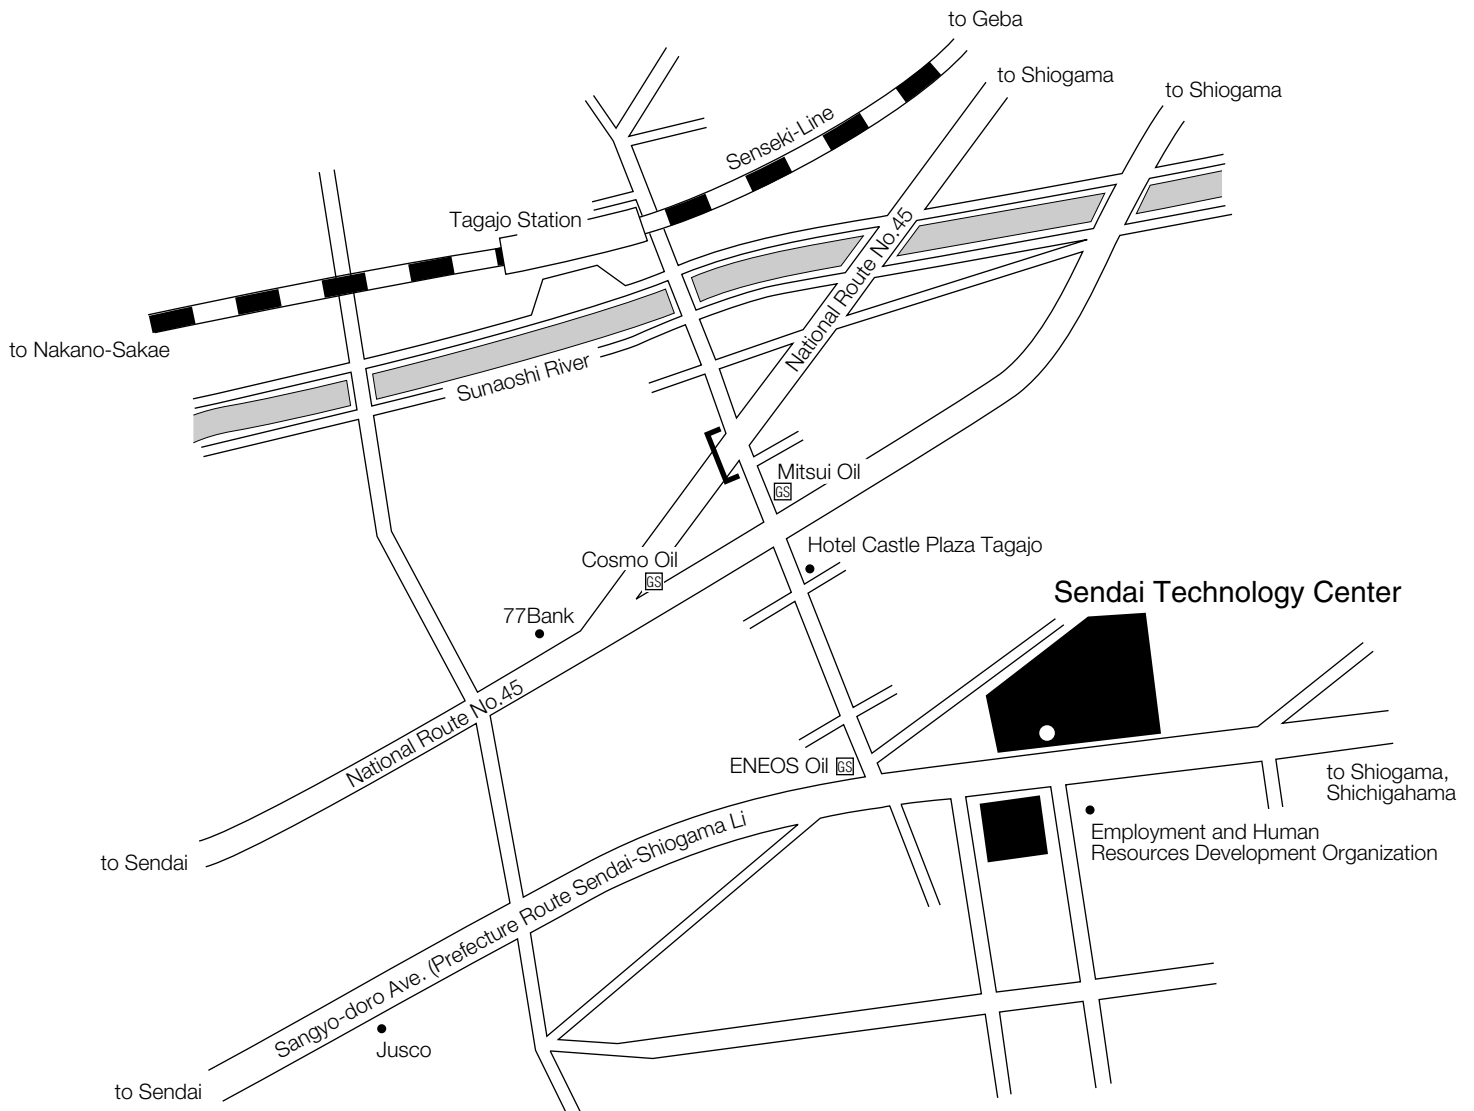 to Geba
to Shiogama
to Shiogama
Senseki-Line
Tagajo Station
National Route No.45
to Nakano-Sakae
Sunaoshi River
Mitsui Oil
GS
Hotel Castle Plaza Tagajo
Cosmo Oil
GS
Sendai Technology Center
77Bank
National Route No.45
ENEOS Oil GS
to Shiogama,
Shichigahama
Employment and Human
Resources Development Organization
to Sendai
Sangyo-doro Ave. (Prefecture Route Sendai-Shiogama Li
Jusco
to Sendai